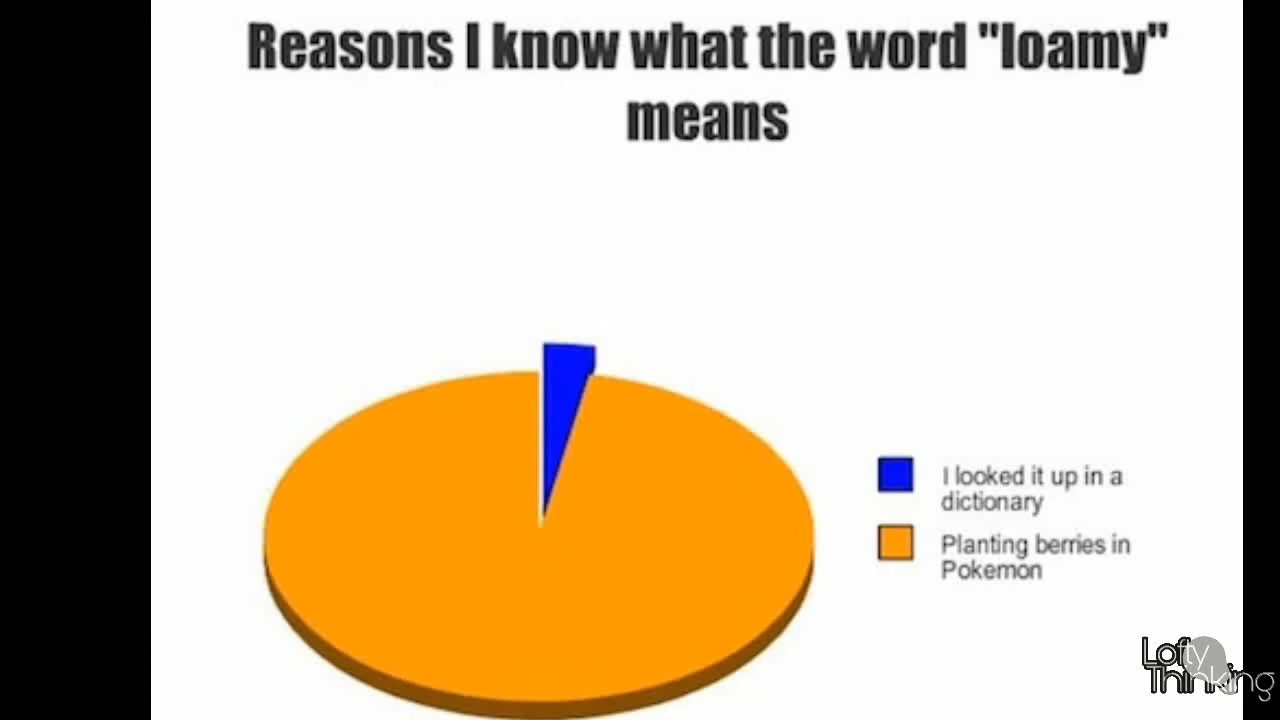 Reasons I know what the word "loamy"
means
I looked it up in a
dictionary
Planting berries in
Pokemon
Lofty
Thinking